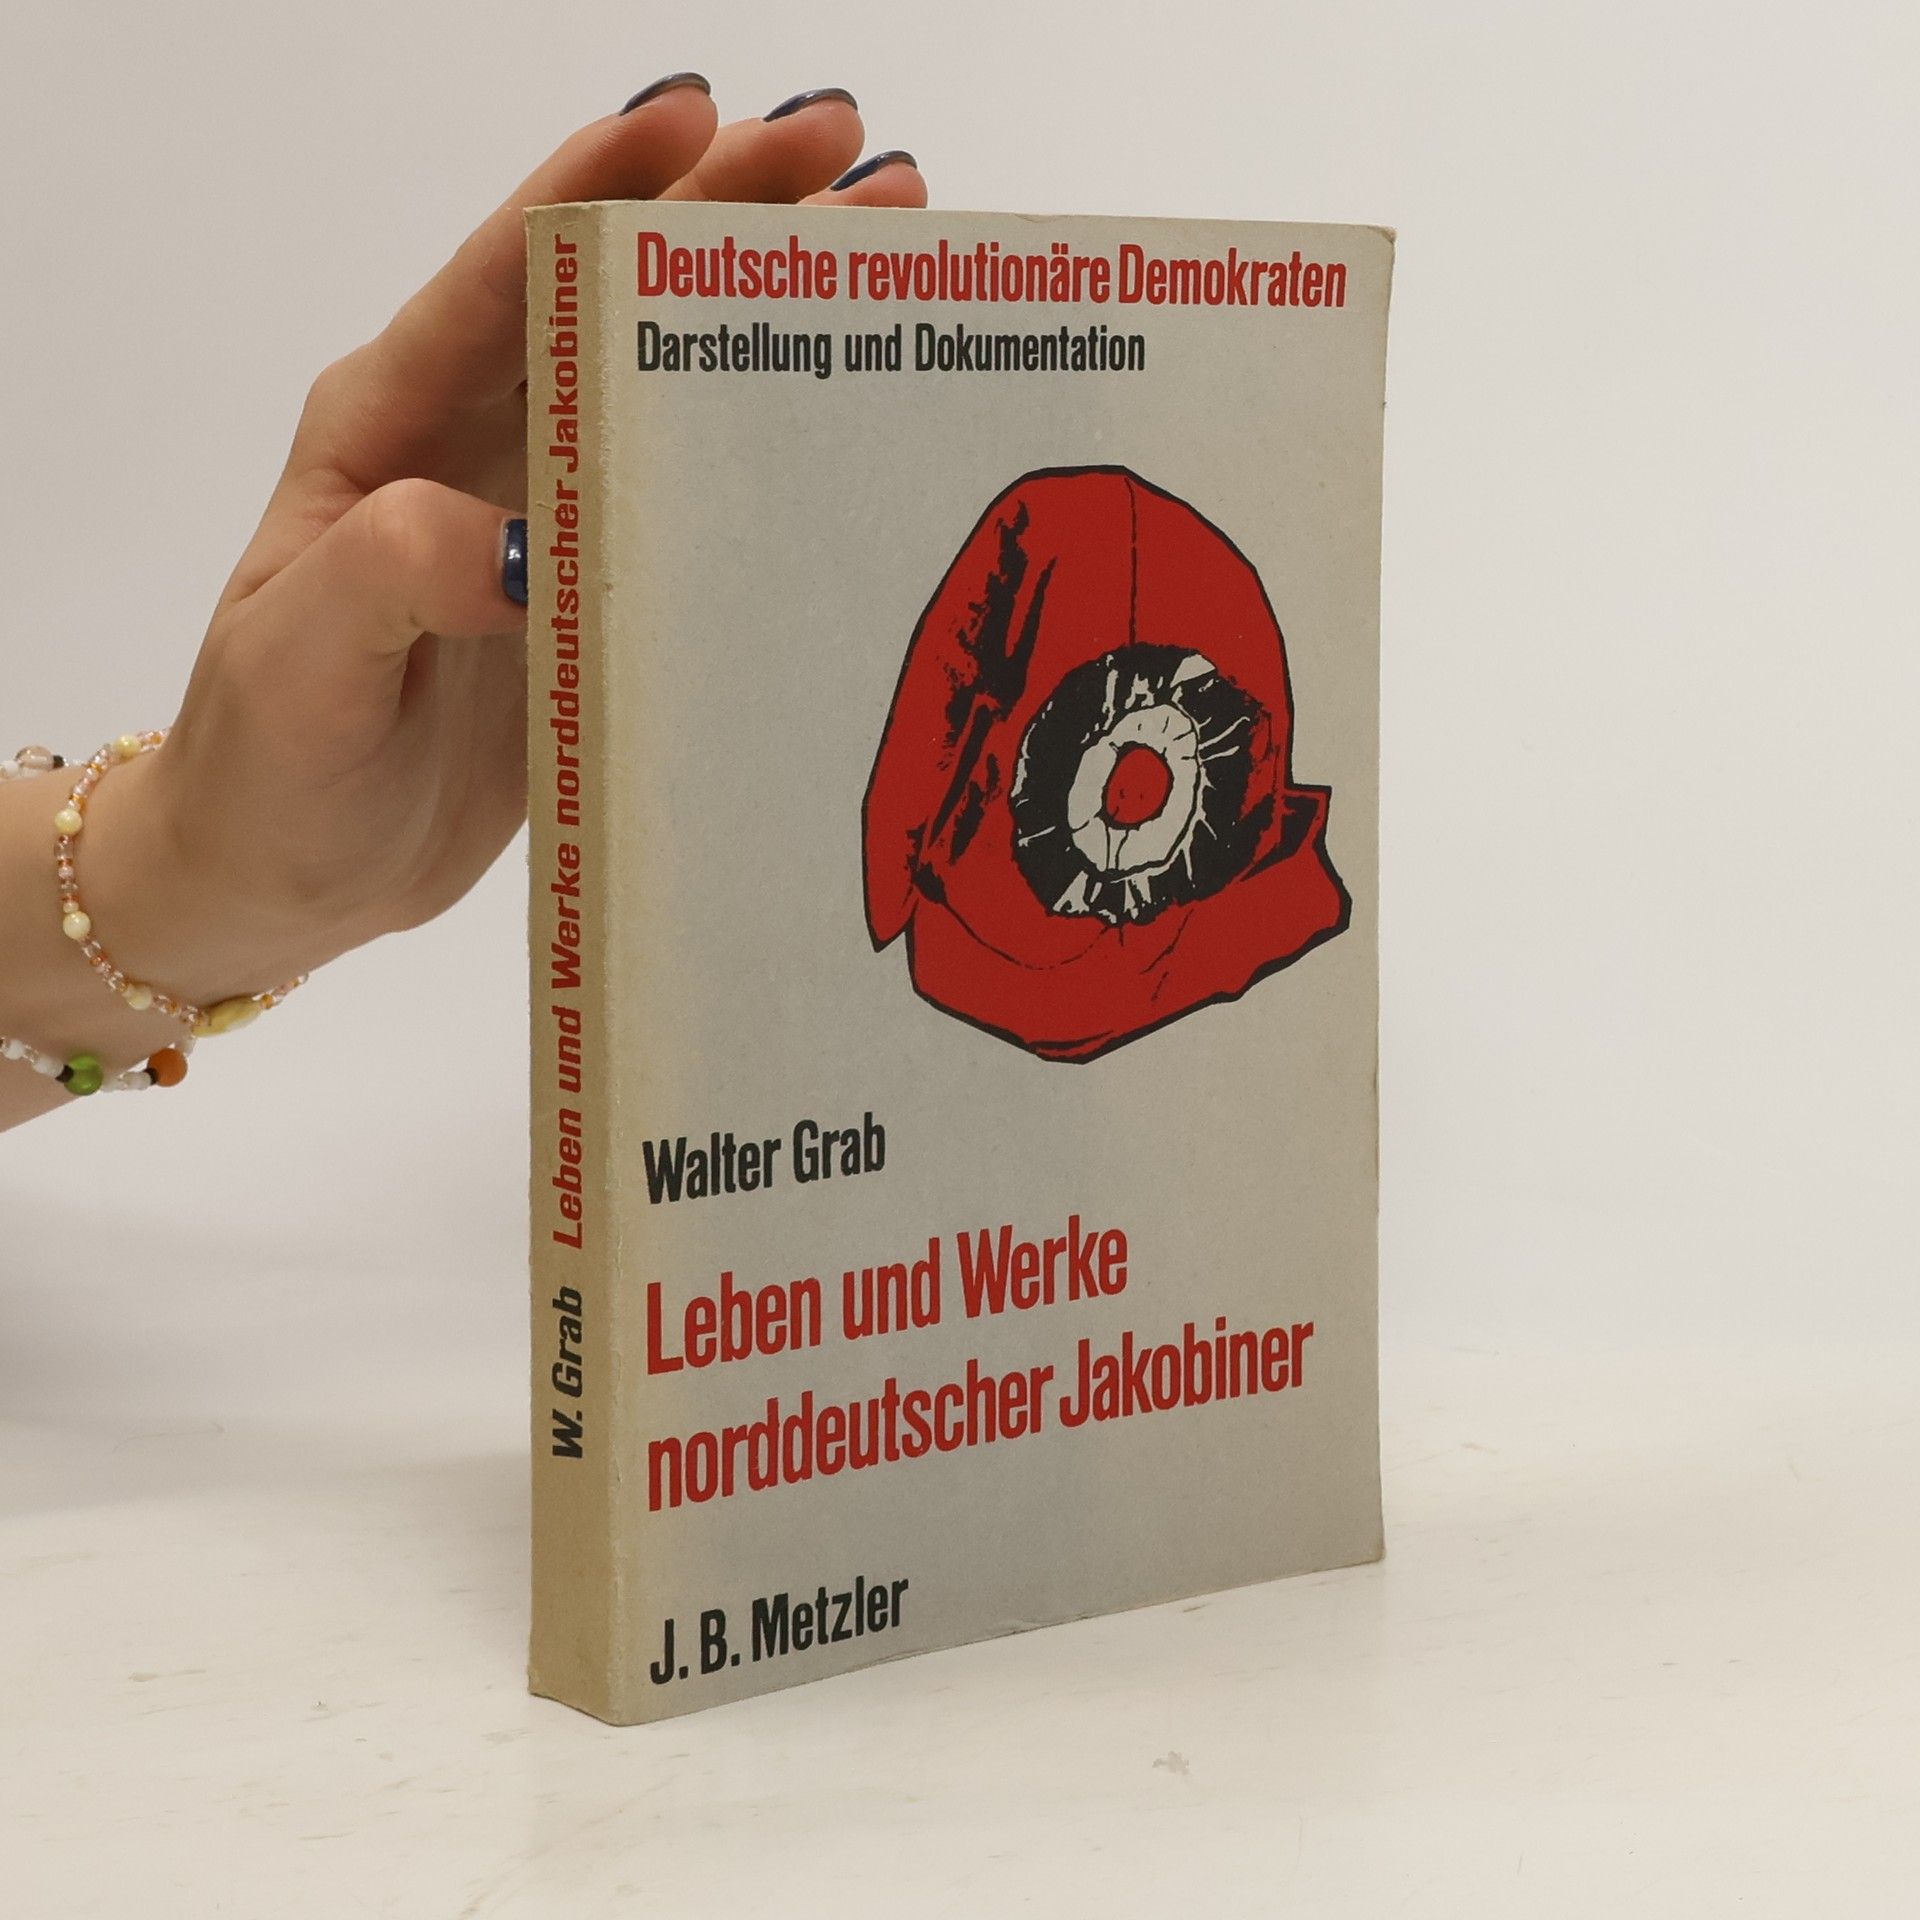 Deutsche revolutionäre Demokraten
Darstellung und Dokumentation
Walter Grab
Leben und Werke
norddeutscher Jakobiner
J. B. Metzler
W. Grab Leben und Werke norddeutscher Jakobiner